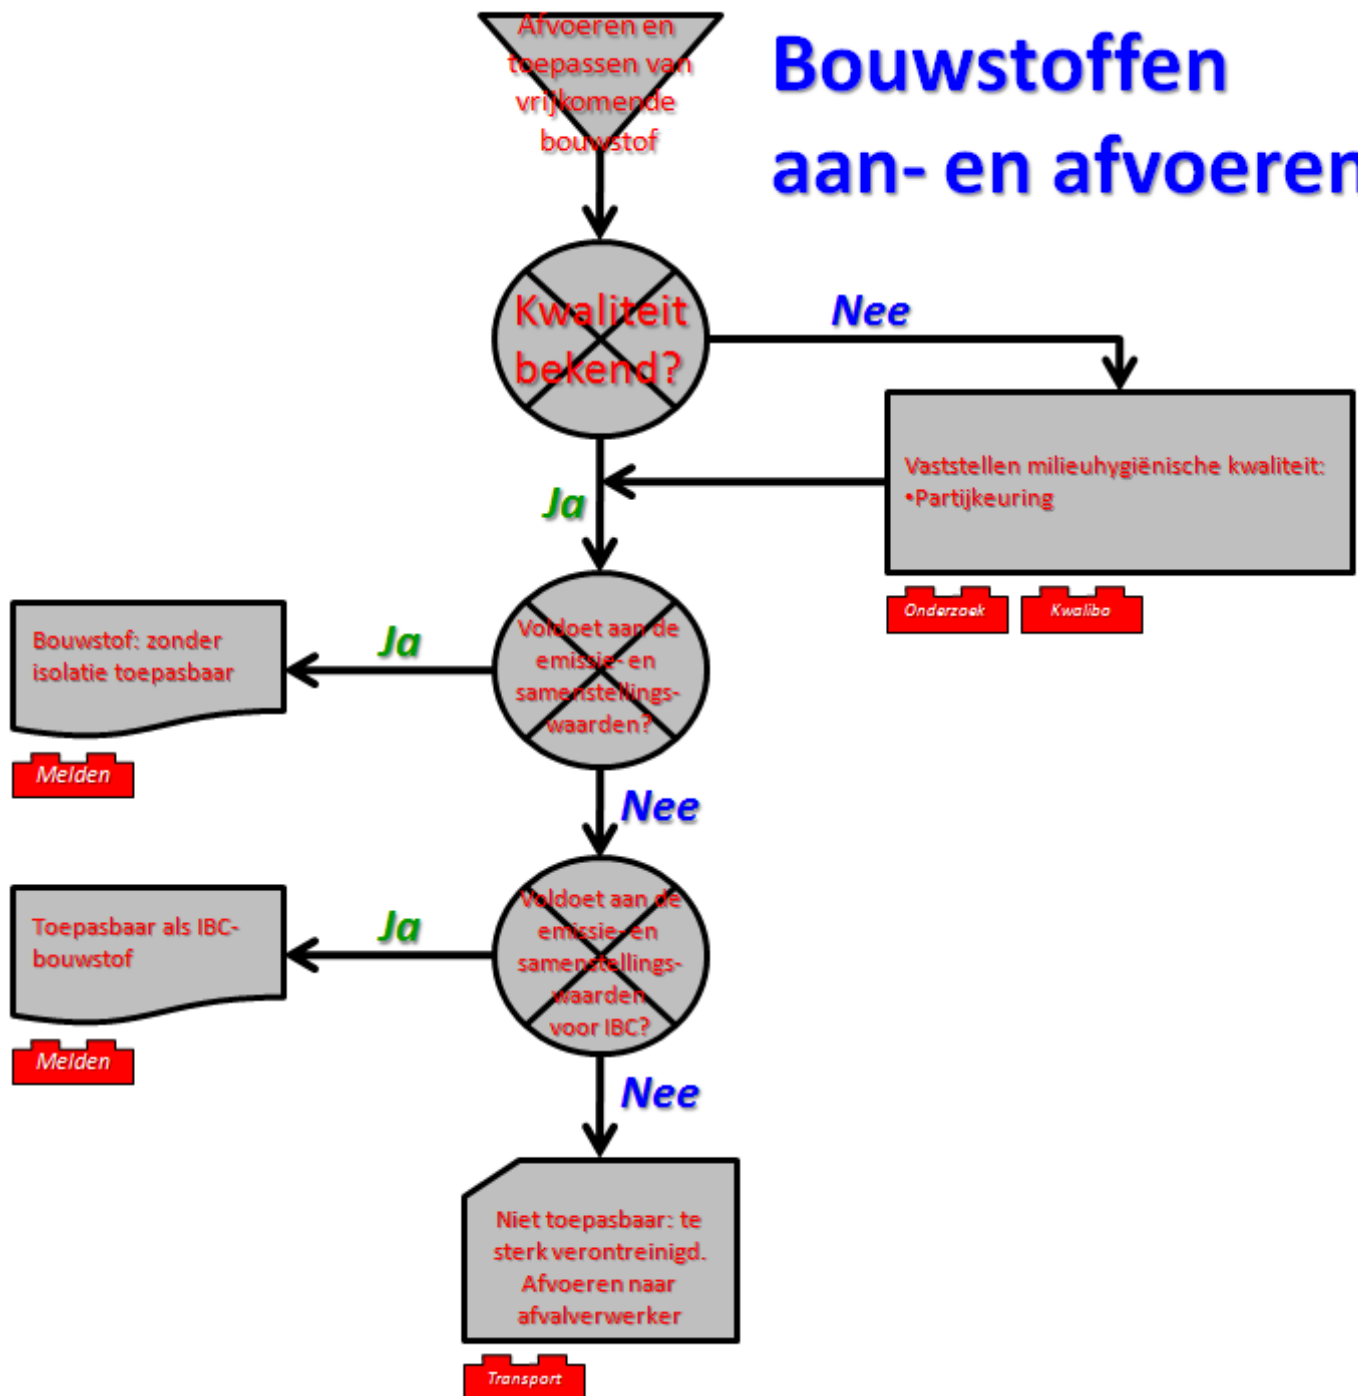 Bouwstoffen
aan- en afvoeren
Afvoeren en
toepassen van
vrijkomende
bouwstof
Kwaliteit
bekend?
Nee
Vaststellen milieuhygiënische kwaliteit:
•Partijkeuring
Onderzoek
Kwalibo
Ja
Voldoet aan de
emissie- en
samenstellings-
waarden?
Ja
Bouwstof: zonder
isolatie toepasbaar
Melden
Nee
Voldoet aan de
emissie- en
samenstellings-
waarden
voor IBC?
Ja
Toepasbaar als IBC-
bouwstof
Melden
Nee
Niet toepasbaar: te
sterk verontreinigd.
Afvoeren naar
afvalverwerker
Transport